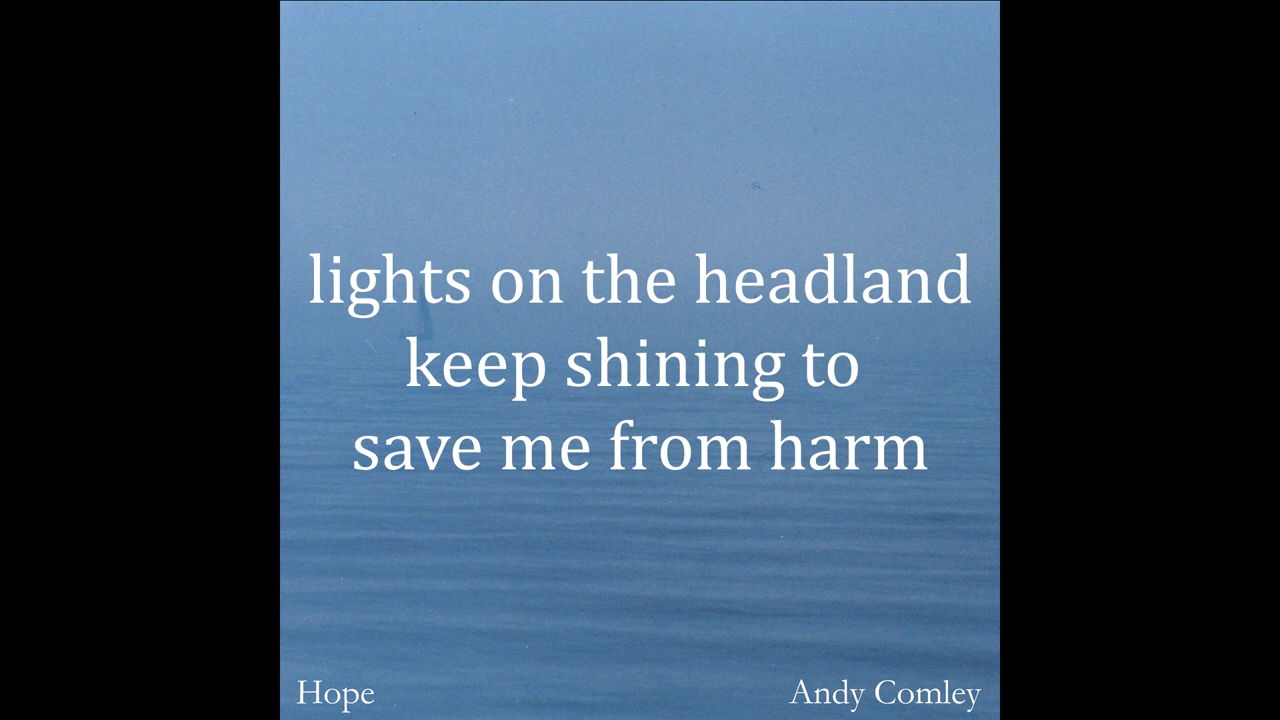 lights on the headland
keep shining to
save me from harm
Hope
Andy Comley